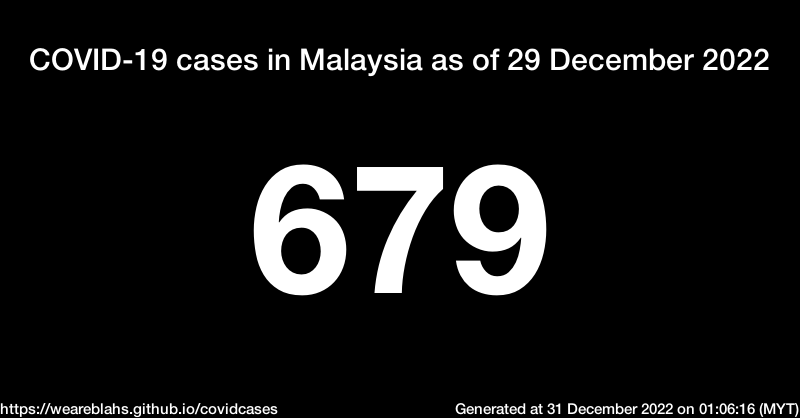 COVID-19 cases in Malaysia as of 29 December 2022
679
https://weareblahs.github.io/covidcases
Generated at 31 December 2022 on 01:06:16 (MYT)